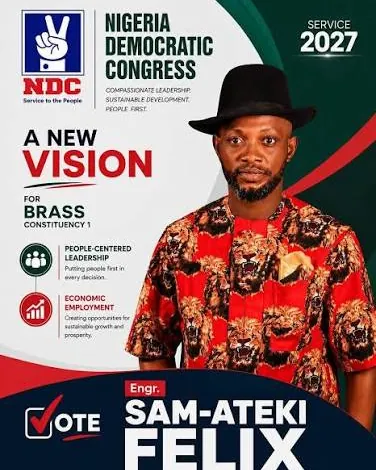 NDC
Service to the People
NIGERIA
DEMOCRATIC
CONGRESS
COMPASSIONATE LEADERSHIP.
SUSTAINABLE DEVELOPMENT.
PEOPLE FIRST.
SERVICE
2027
A NEW
VISION
FOR
BRASS
CONSTITUENCY 1
PEOPLE-CENTERED
LEADERSHIP
Putting people first in
every decision.
ECONOMIC
EMPLOYMENT
Creating opportunities for
sustainable growth and
prosperity.
VOTE
Engr.
SAM-ATEKI
FELIX